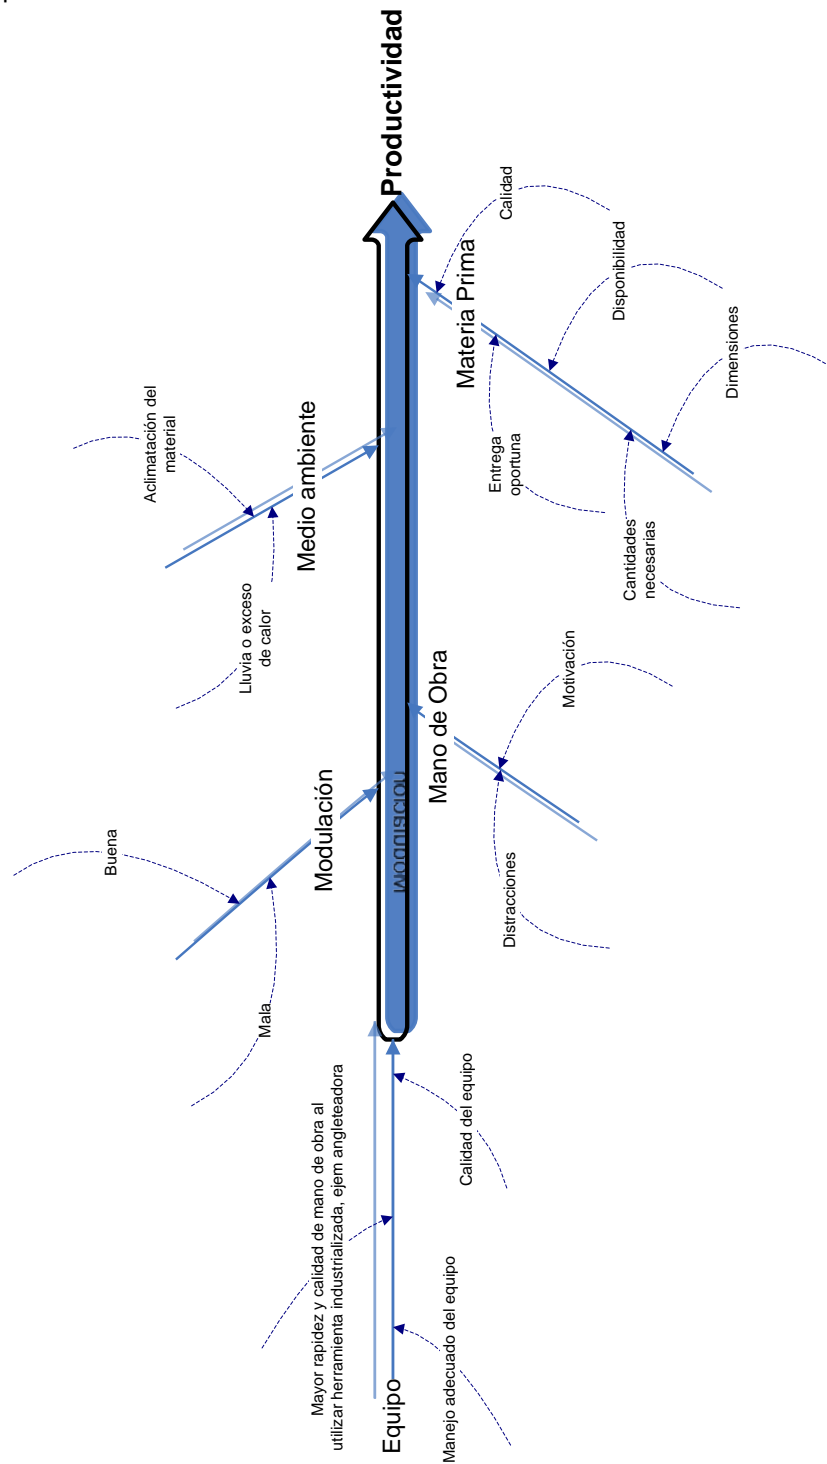 Productividad
Calidad
Disponibilidad
Dimensiones
Materia Prima
Entrega
oportuna
Cantidades
necesarias
Aclimatación del
material
Medio ambiente
Lluvia o exceso
de calor
Motivación
Mano de Obra
Distracciones
Buena
Modulación
Modulación
Mala
Calidad del equipo
Mayor rapidez y calidad de mano de obra al
utilizar herramienta industrializada, ejem angleteadora
Equipo
Manejo adecuado del equipo